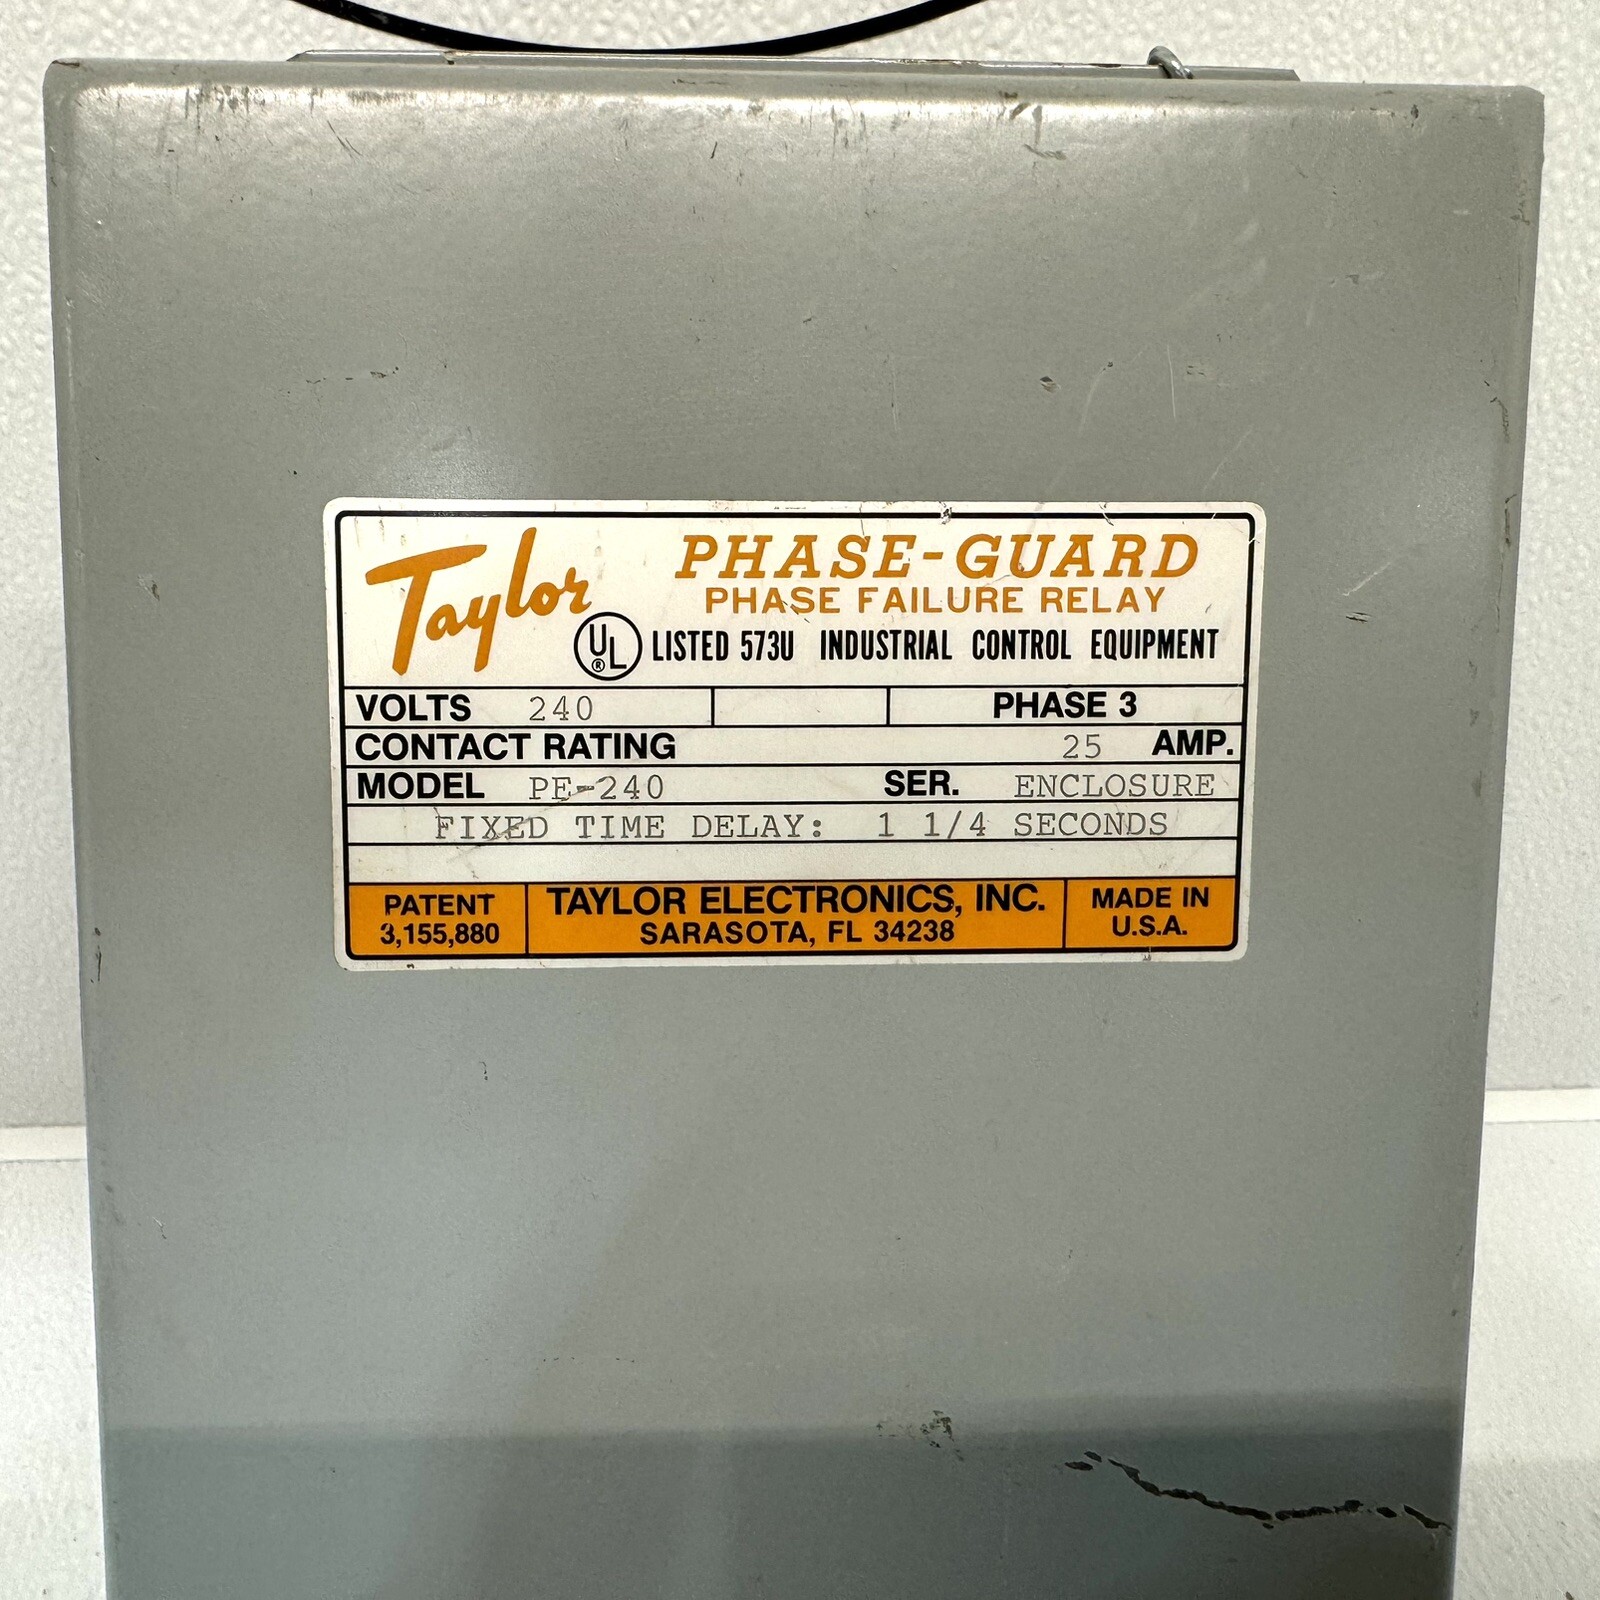 Taylor
PHASE-GUARD
PHASE FAILURE RELAY
UL® LISTED 573U INDUSTRIAL CONTROL EQUIPMENT
VOLTS 240 PHASE 3
CONTACT RATING 25 AMP.
MODEL PE-240 SER. ENCLOSURE
FIXED TIME DELAY: 1 1/4 SECONDS
PATENT
3,155,880
TAYLOR ELECTRONICS, INC.
SARASOTA, FL 34238
MADE IN
U.S.A.